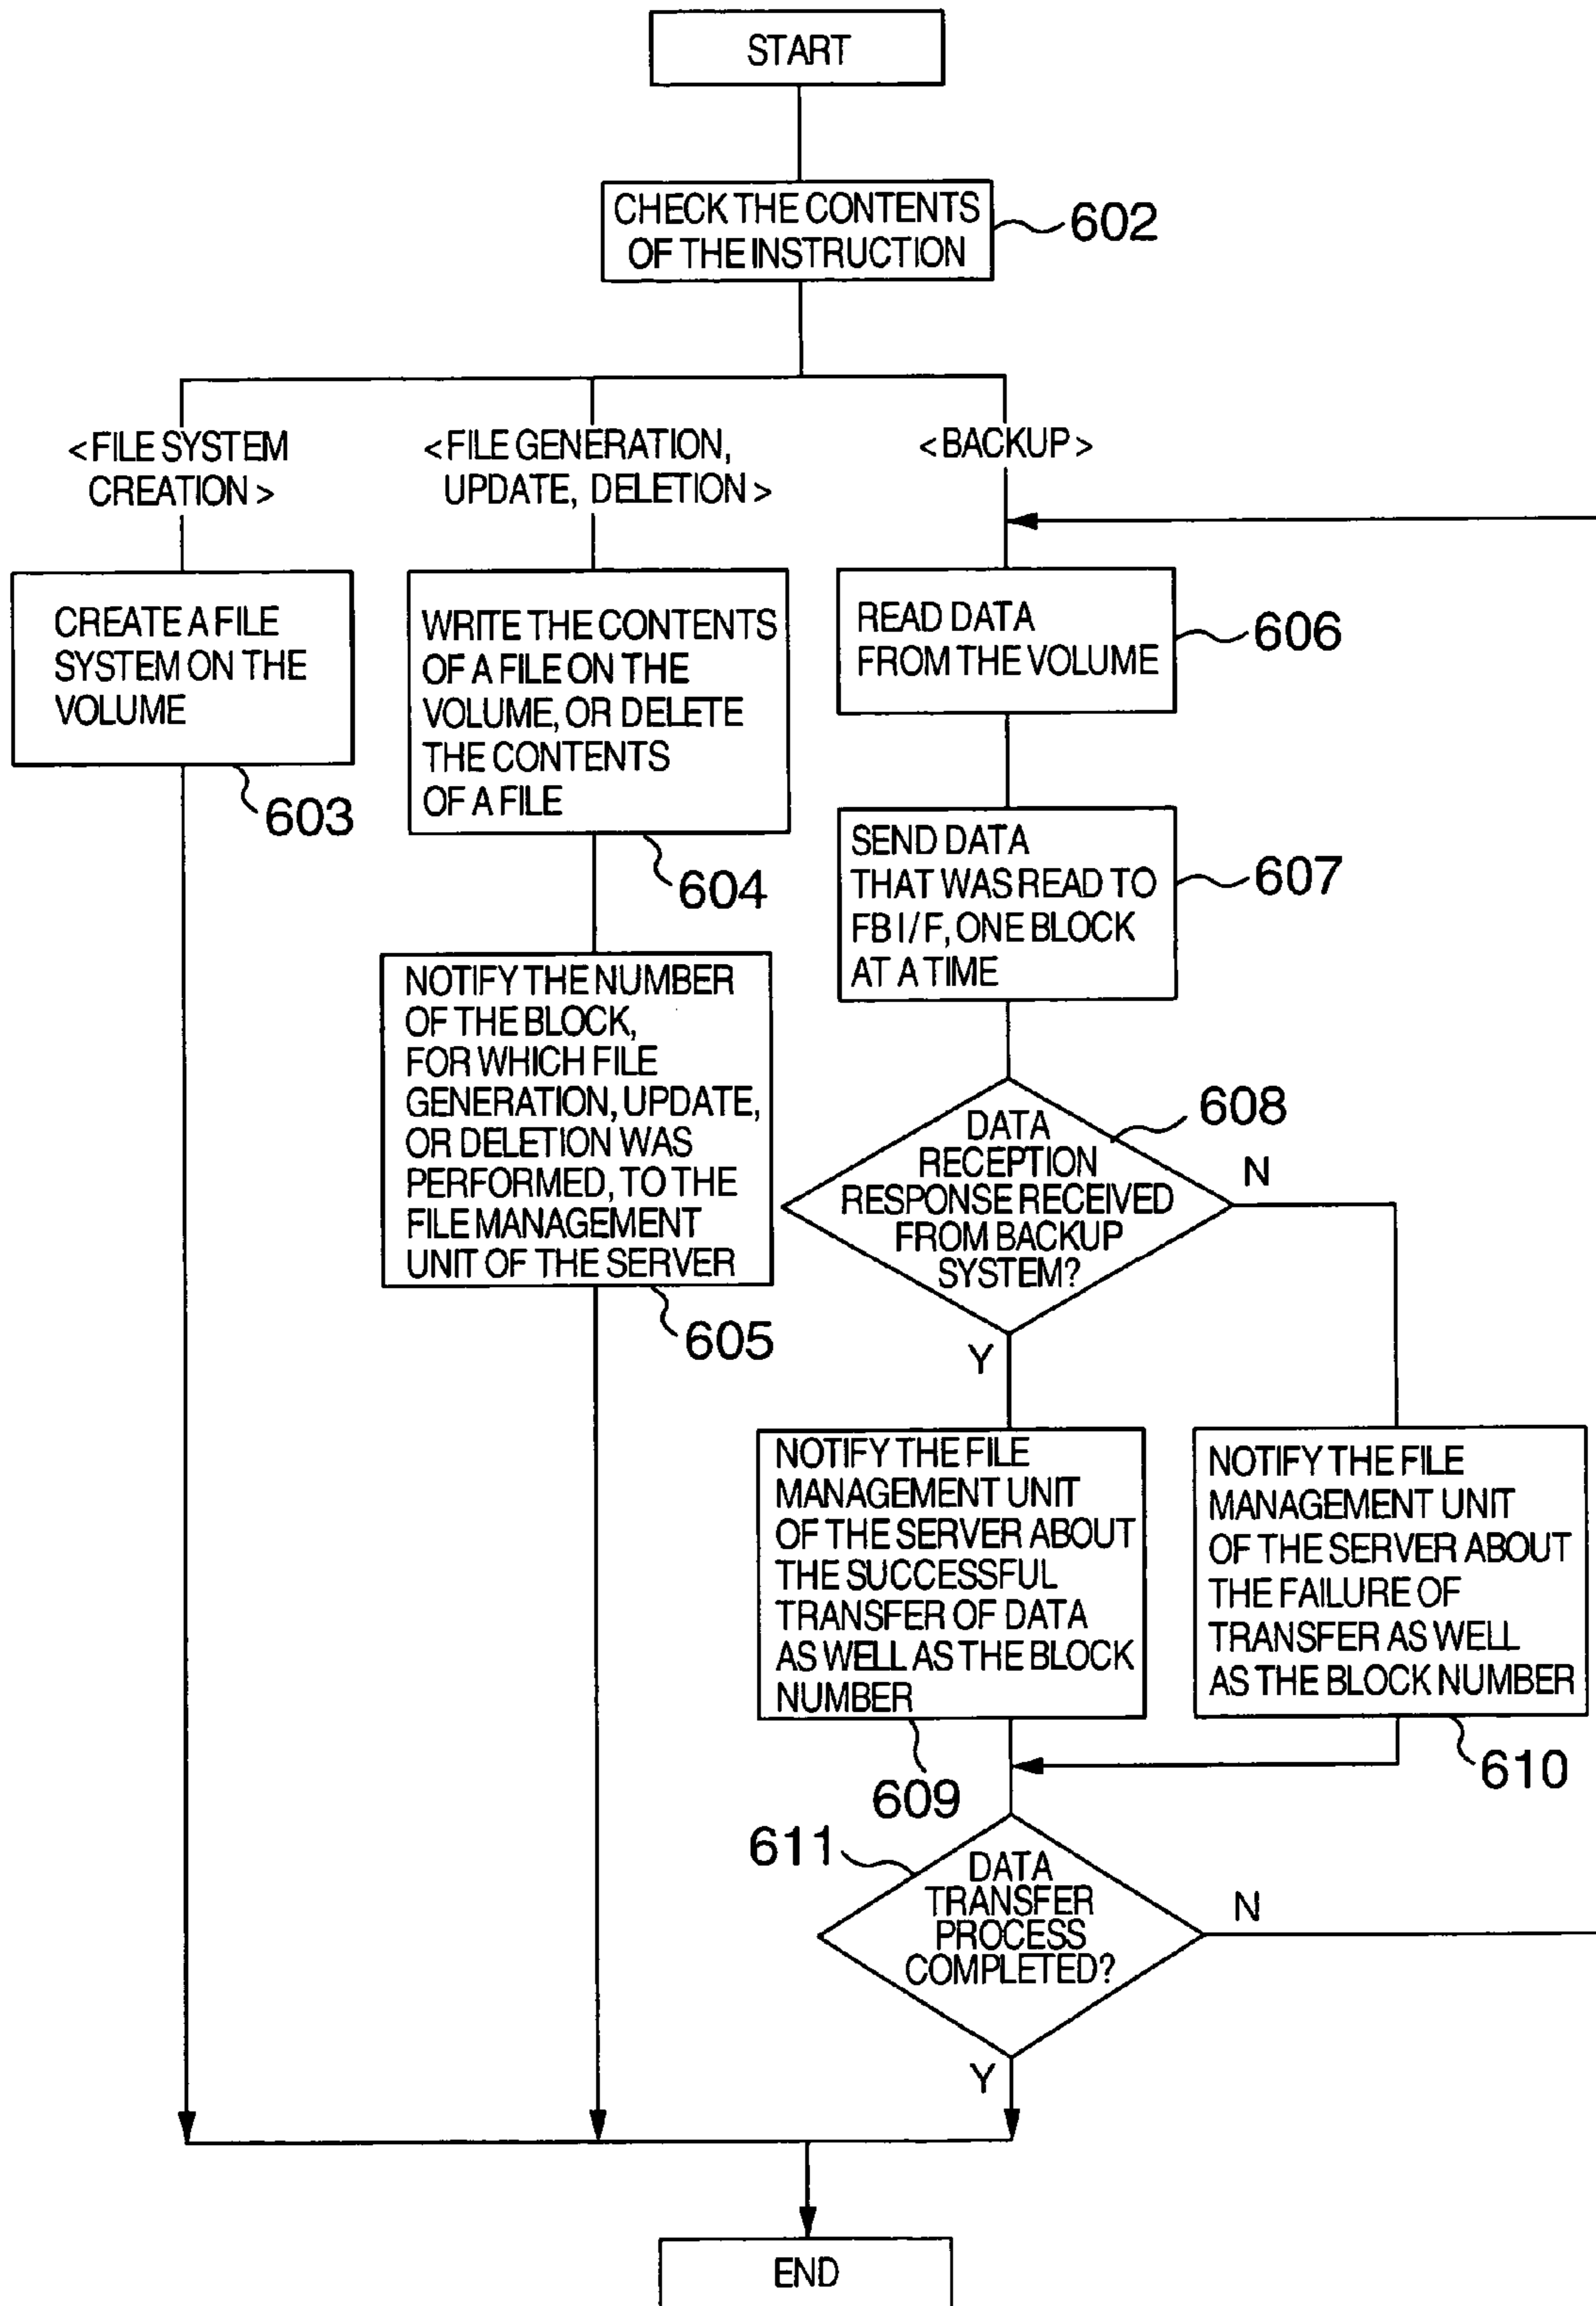 START
CHECK THE CONTENTS
OF THE INSTRUCTION
602
<FILE SYSTEM
CREATION>
<FILE GENERATION,
UPDATE, DELETION>
<BACKUP>
CREATE A FILE
SYSTEM ON THE
VOLUME
603
WRITE THE CONTENTS
OF A FILE ON THE
VOLUME, OR DELETE
THE CONTENTS
OF A FILE
604
NOTIFY THE NUMBER
OF THE BLOCK,
FOR WHICH FILE
GENERATION, UPDATE,
OR DELETION WAS
PERFORMED, TO THE
FILE MANAGEMENT
UNIT OF THE SERVER
605
READ DATA
FROM THE VOLUME
606
SEND DATA
THAT WAS READ TO
FB I/F, ONE BLOCK
AT A TIME
607
DATA
RECEPTION
RESPONSE RECEIVED
FROM BACKUP
SYSTEM?
608
N
Y
NOTIFY THE FILE
MANAGEMENT UNIT
OF THE SERVER ABOUT
THE SUCCESSFUL
TRANSFER OF DATA
AS WELL AS THE BLOCK
NUMBER
609
NOTIFY THE FILE
MANAGEMENT UNIT
OF THE SERVER ABOUT
THE FAILURE OF
TRANSFER AS WELL
AS THE BLOCK NUMBER
610
611
DATA
TRANSFER
PROCESS
COMPLETED?
N
Y
END